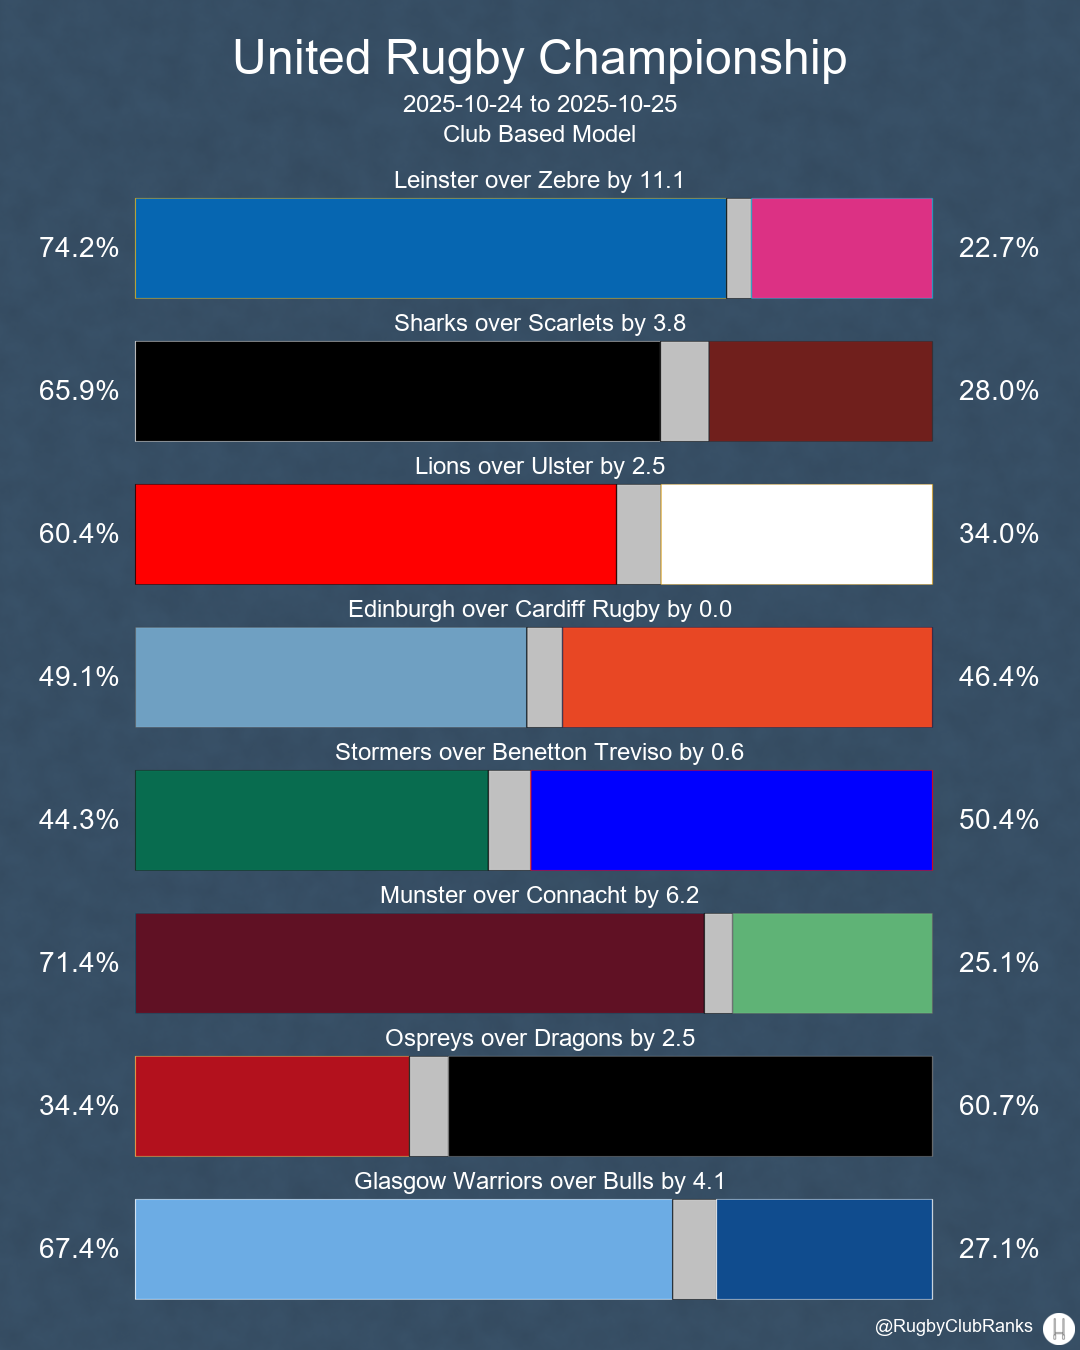 United Rugby Championship
2025-10-24 to 2025-10-25
Club Based Model
Leinster over Zebre by 11.1
74.2%
22.7%
Sharks over Scarlets by 3.8
65.9%
28.0%
Lions over Ulster by 2.5
60.4%
34.0%
Edinburgh over Cardiff Rugby by 0.0
49.1%
46.4%
Stormers over Benetton Treviso by 0.6
44.3%
50.4%
Munster over Connacht by 6.2
71.4%
25.1%
Ospreys over Dragons by 2.5
34.4%
60.7%
Glasgow Warriors over Bulls by 4.1
67.4%
27.1%
@RugbyClubRanks